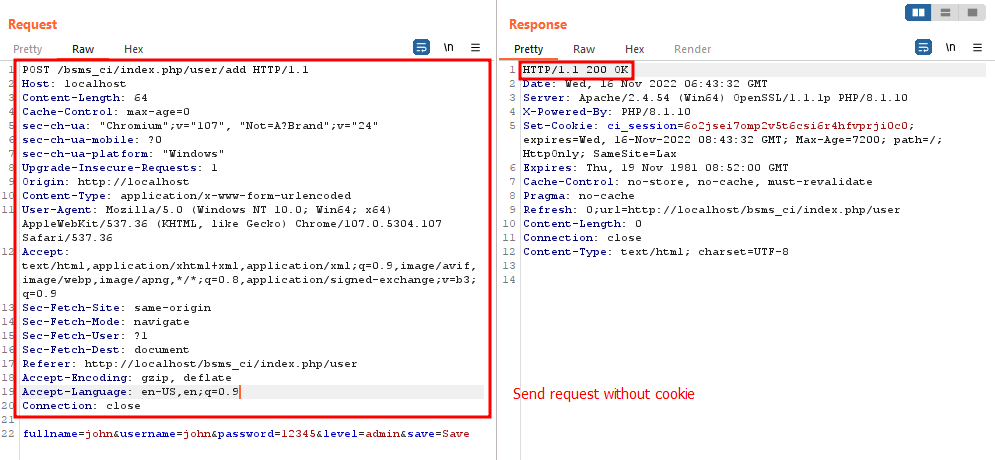 Request
Pretty Raw Hex
\n
1 POST /bsms_ci/index.php/user/add HTTP/1.1
2 Host: localhost
3 Content-Length: 64
4 Cache-Control: max-age=0
5 sec-ch-ua: "Chromium";v="107", "Not=A?Brand";v="24"
6 sec-ch-ua-mobile: ?0
7 sec-ch-ua-platform: "Windows"
8 Upgrade-Insecure-Requests: 1
9 Origin: http://localhost
10 Content-Type: application/x-www-form-urlencoded
11 User-Agent: Mozilla/5.0 (Windows NT 10.0; Win64; x64)
AppleWebKit/537.36 (KHTML, like Gecko) Chrome/107.0.5304.107
Safari/537.36
12 Accept:
text/html,application/xhtml+xml,application/xml;q=0.9,image/avif,
image/webp,image/apng,*/*;q=0.8,application/signed-exchange;v=b3;
q=0.9
13 Sec-Fetch-Site: same-origin
14 Sec-Fetch-Mode: navigate
15 Sec-Fetch-User: ?1
16 Sec-Fetch-Dest: document
17 Referer: http://localhost/bsms_ci/index.php/user
18 Accept-Encoding: gzip, deflate
19 Accept-Language: en-US,en;q=0.9
20 Connection: close
21
22 fullname=john&username=john&password=12345&level=admin&save=Save
Response
Pretty Raw Hex Render
\n
1 HTTP/1.1 200 OK
2 Date: Wed, 16 Nov 2022 06:43:32 GMT
3 Server: Apache/2.4.54 (Win64) OpenSSL/1.1.1p PHP/8.1.10
4 X-Powered-By: PHP/8.1.10
5 Set-Cookie: ci_session=6o2jsei7omp2v5t6csi6r4hfvprji0c0;
expires=Wed, 16-Nov-2022 08:43:32 GMT; Max-Age=7200; path=/;
HttpOnly; SameSite=Lax
6 Expires: Thu, 19 Nov 1981 08:52:00 GMT
7 Cache-Control: no-store, no-cache, must-revalidate
8 Pragma: no-cache
9 Refresh: 0;url=http://localhost/bsms_ci/index.php/user
10 Content-Length: 0
11 Connection: close
12 Content-Type: text/html; charset=UTF-8
13
14
Send request without cookie